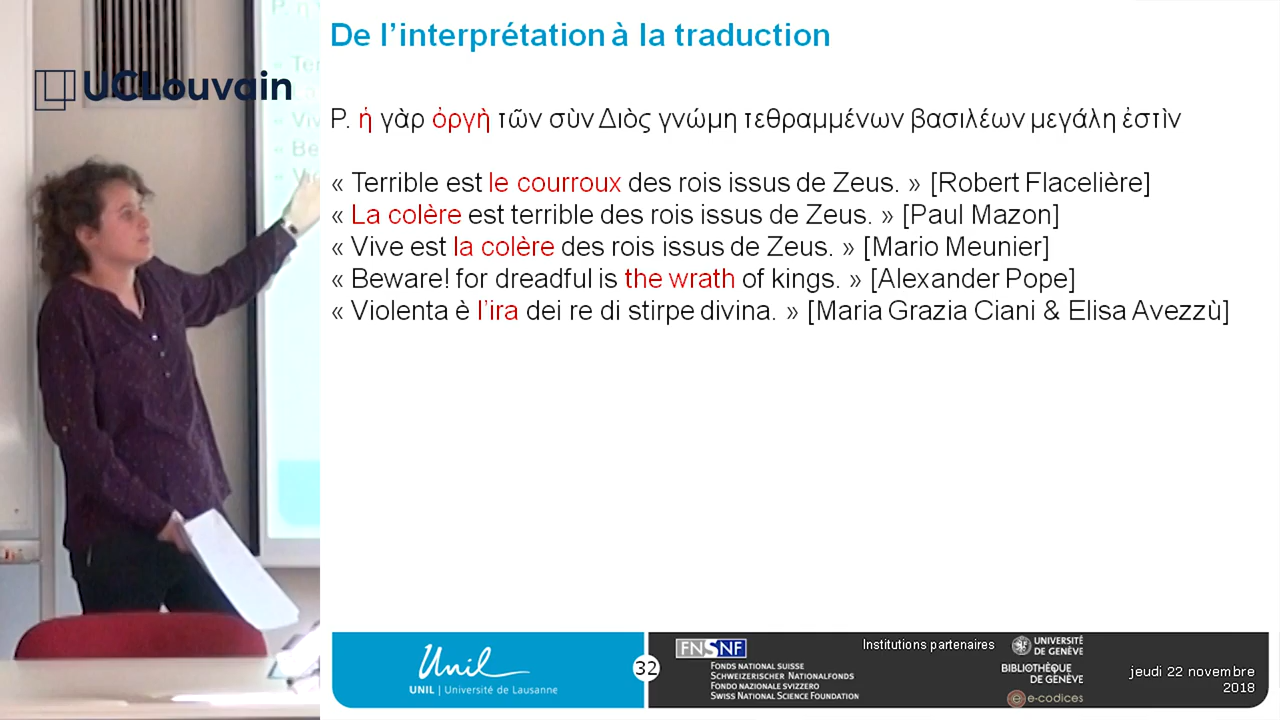 UCLouvain
De l’interprétation à la traduction
P. ἡ γὰρ ὀργὴ τῶν σὺν Διὸς γνώμη τεθραμμένων βασιλέων μεγάλη ἐστὶν
« Terrible est le courroux des rois issus de Zeus. » [Robert Flacelière]
« La colère est terrible des rois issus de Zeus. » [Paul Mazon]
« Vive est la colère des rois issus de Zeus. » [Mario Meunier]
« Beware! for dreadful is the wrath of kings. » [Alexander Pope]
« Violenta è l’ira dei re di stirpe divina. » [Maria Grazia Ciani & Elisa Avezzù]
Unil
UNIL | Université de Lausanne
32
FNSNF
FONDS NATIONAL SUISSE
SCHWEIZERISCHER NATIONALFONDS
FONDO NAZIONALE SVIZZERO
SWISS NATIONAL SCIENCE FOUNDATION
Institutions partenaires
UNIVERSITÉ
DE GENÈVE
BIBLIOTHÈQUE
DE GENÈVE
e-codices
jeudi 22 novembre
2018